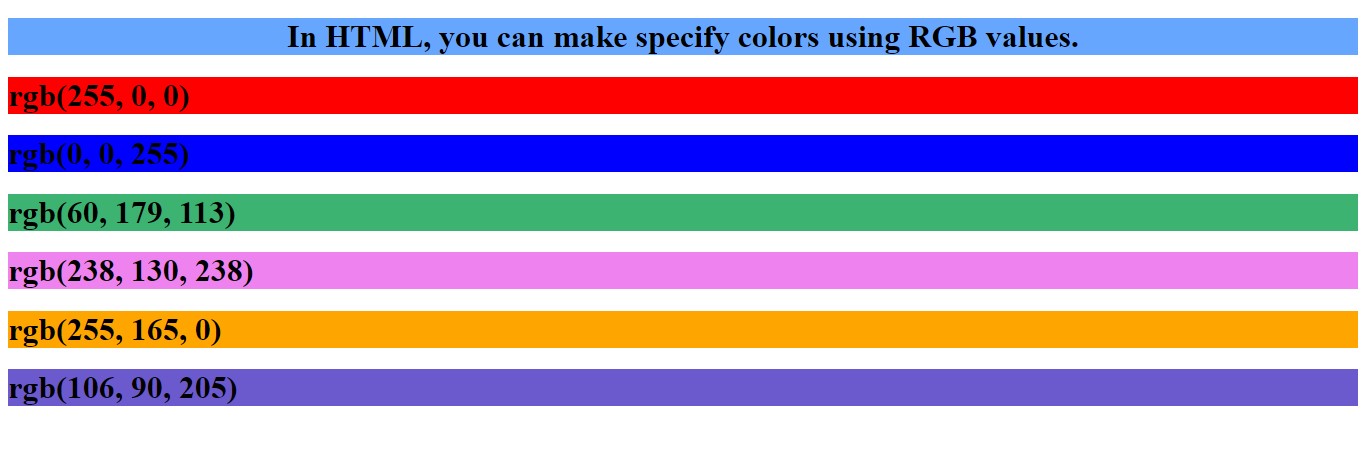 In HTML, you can make specify colors using RGB values.
rgb(255, 0, 0)
rgb(0, 0, 255)
rgb(60, 179, 113)
rgb(238, 130, 238)
rgb(255, 165, 0)
rgb(106, 90, 205)